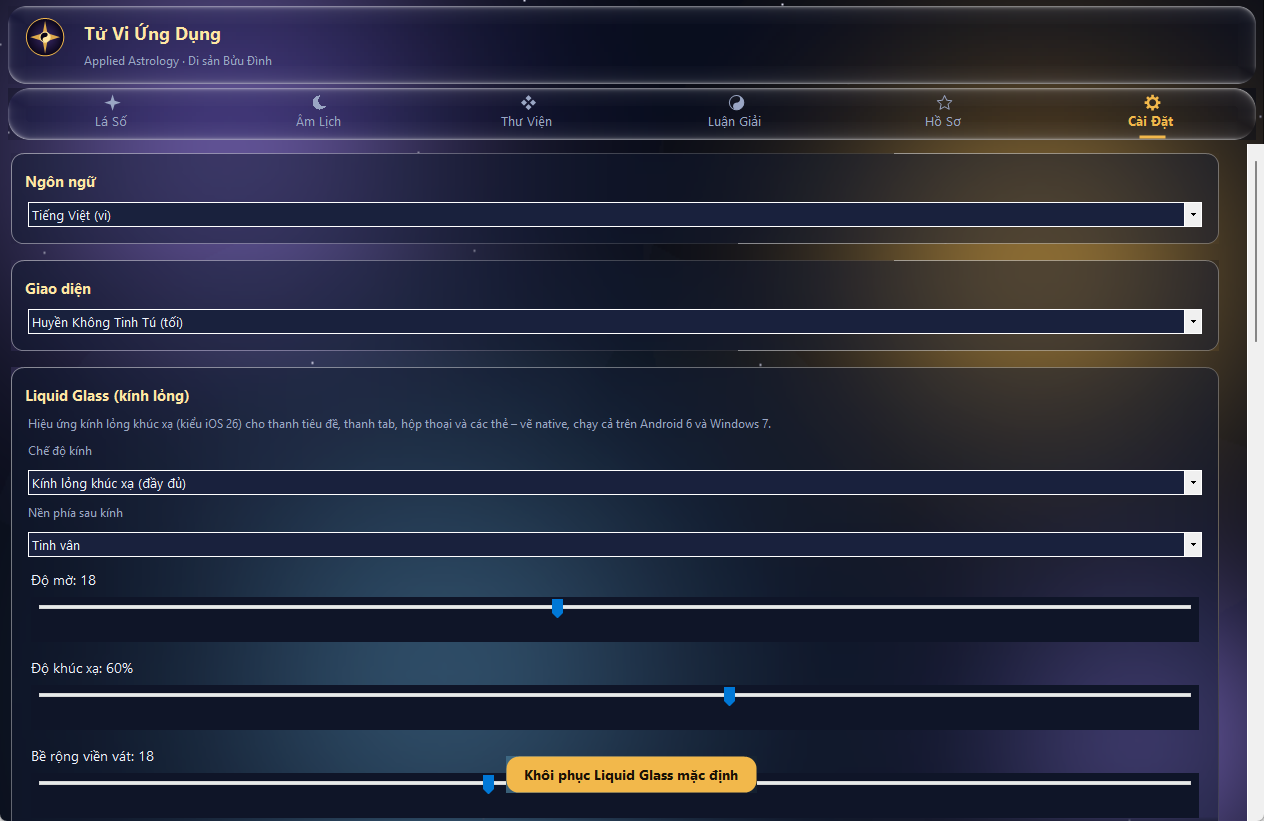 Tử Vi Ứng Dụng
Applied Astrology · Di sản Bửu Đình
Lá Số
Âm Lịch
Thư Viện
Luận Giải
Hồ Sơ
Cài Đặt
Ngôn ngữ
Tiếng Việt (vi)
Giao diện
Huyền Không Tinh Tú (tối)
Liquid Glass (kính lỏng)
Hiệu ứng kính lỏng khúc xạ (kiểu iOS 26) cho thanh tiêu đề, thanh tab, hộp thoại và các thẻ – vẽ native, chạy cả trên Android 6 và Windows 7.
Chế độ kính
Kính lỏng khúc xạ (đầy đủ)
Nền phía sau kính
Tinh vân
Độ mờ: 18
Độ khúc xạ: 60%
Bề rộng viền vát: 18
Khôi phục Liquid Glass mặc định